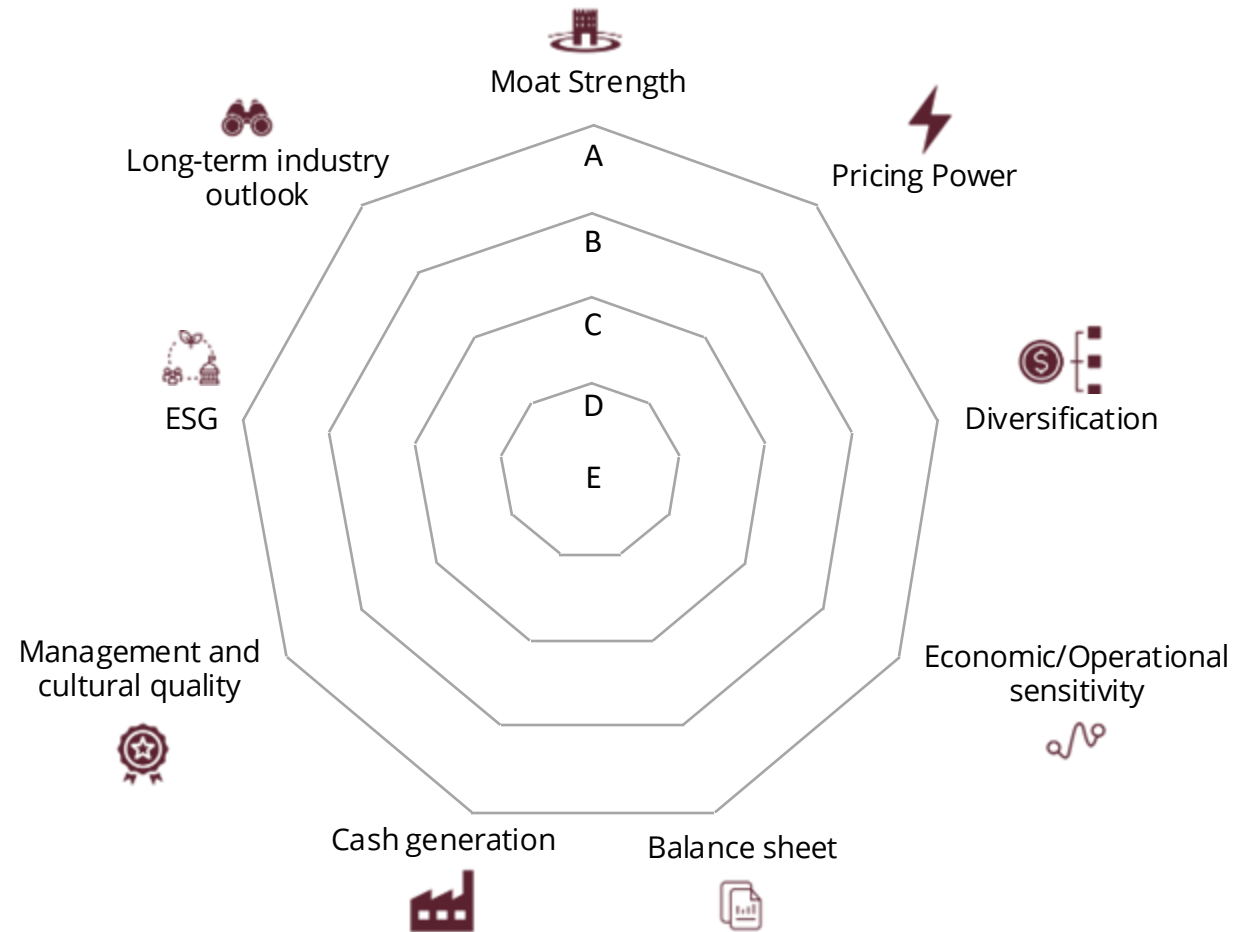 Moat Strength
Long-term industry
outlook
A
Pricing Power
B
C
D
E
ESG
Diversification
Management and
cultural quality
Economic/Operational
sensitivity
Cash generation
Balance sheet
$